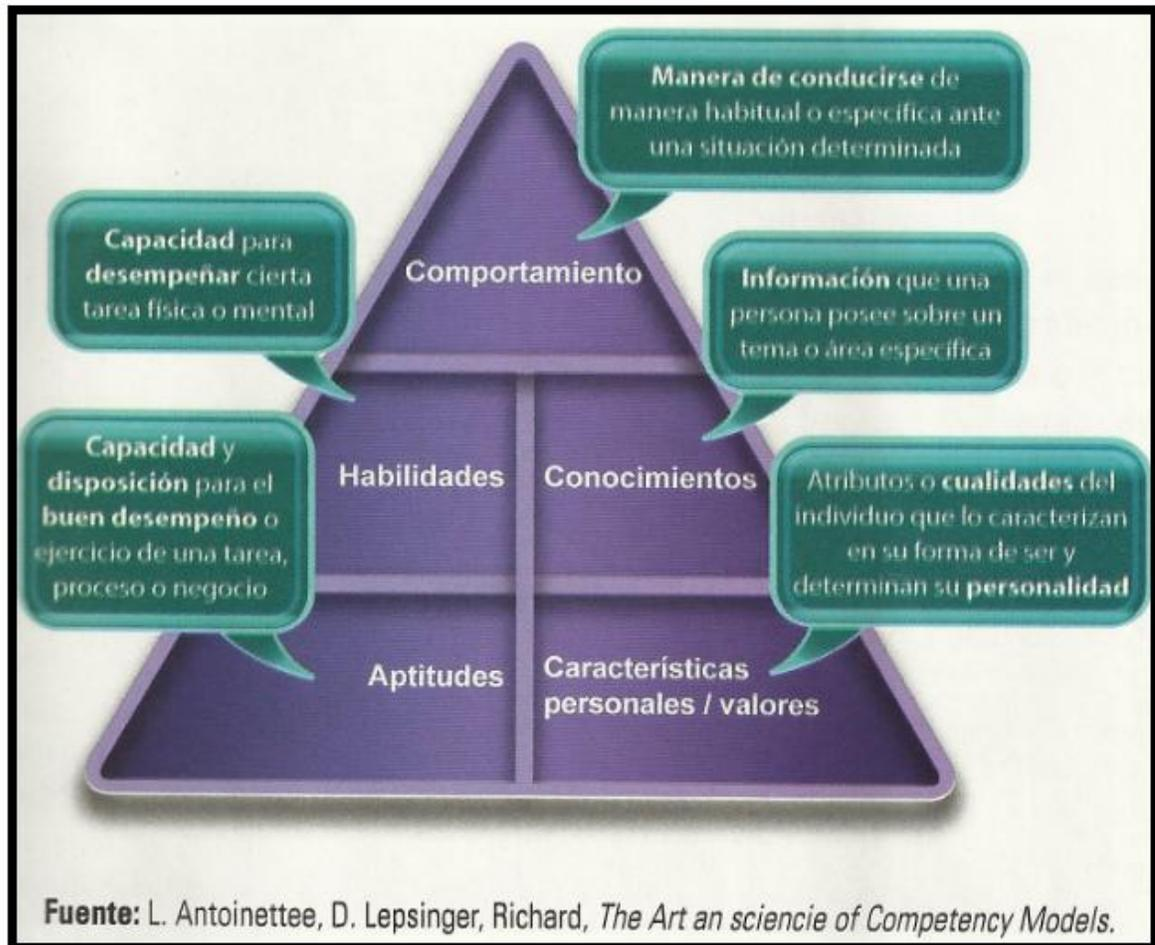 Manera de conducirse de
manera habitual o específica ante
una situación determinada
Capacidad para
desempeñar cierta
tarea física o mental
Comportamiento
Información que una
persona posee sobre un
tema o área específica
Capacidad y
disposición para el
buen desempeño o
ejercicio de una tarea,
proceso o negocio
Habilidades
Conocimientos
Atributos o cualidades del
individuo que lo caracterizan
en su forma de ser y
determinan su personalidad
Aptitudes
Características
personales / valores
Fuente: L. Antoinettee, D. Lepsinger, Richard, The Art an sciencie of Competency Models.